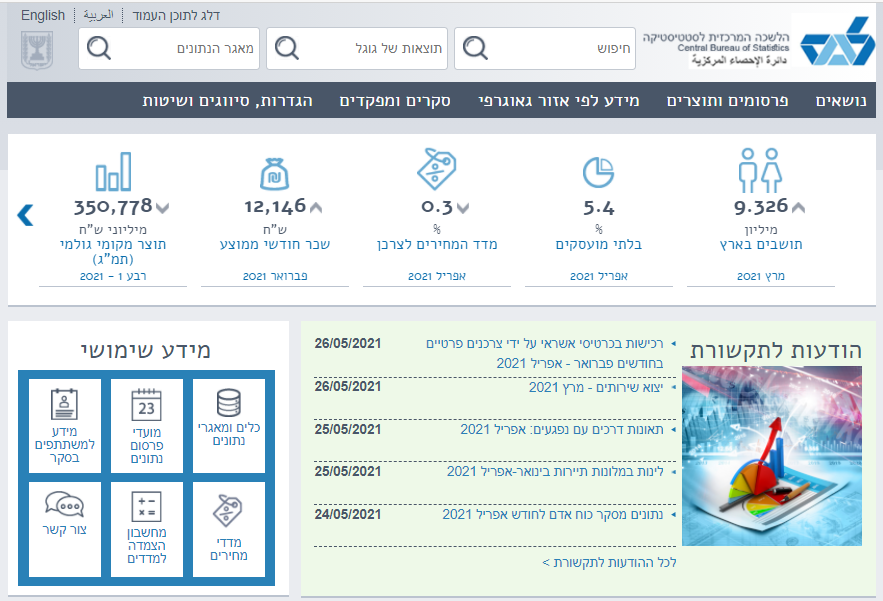 דלג לתוכן העמוד
العربية
English
הלשכה המרכזית לסטטיסטיקה
Central Bureau of Statistics
دائرة الإحصاء المركزية
חיפוש
תוצאות של גוגל
מאגר הנתונים
נושאים
פרסומים ותוצרים
מידע לפי אזור גאוגרפי
סקרים ומפקדים
הגדרות, סיווגים ושיטות
9.326
מיליון
תושבים בארץ
מרץ 2021
5.4
%
בלתי מועסקים
אפריל 2021
0.3
%
מדד המחירים לצרכן
אפריל 2021
12,146
ש"ח
שכר חודשי ממוצע
פברואר 2021
350,778
מיליוני ש"ח
תוצר מקומי גולמי
(תמ"ג)
רבע 1 - 2021
הודעות לתקשורת
רכישות בכרטיסי אשראי על ידי צרכנים פרטיים 26/05/2021
בחודשים פברואר - אפריל 2021
יצוא שירותים - מרץ 2021 26/05/2021
תאונות דרכים עם נפגעים: אפריל 2021 25/05/2021
לינות במלונות תיירות בינואר-אפריל 2021 25/05/2021
נתונים מסקר כוח אדם לחודש אפריל 2021 24/05/2021
לכל ההודעות לתקשורת >
מידע שימושי
כלים ומאגרי
נתונים
23
מועדי
פרסום
נתונים
מידע
למשתתפים
בסקר
מדדי
מחירים
מחשבון
הצמדה
למדדים
צור קשר